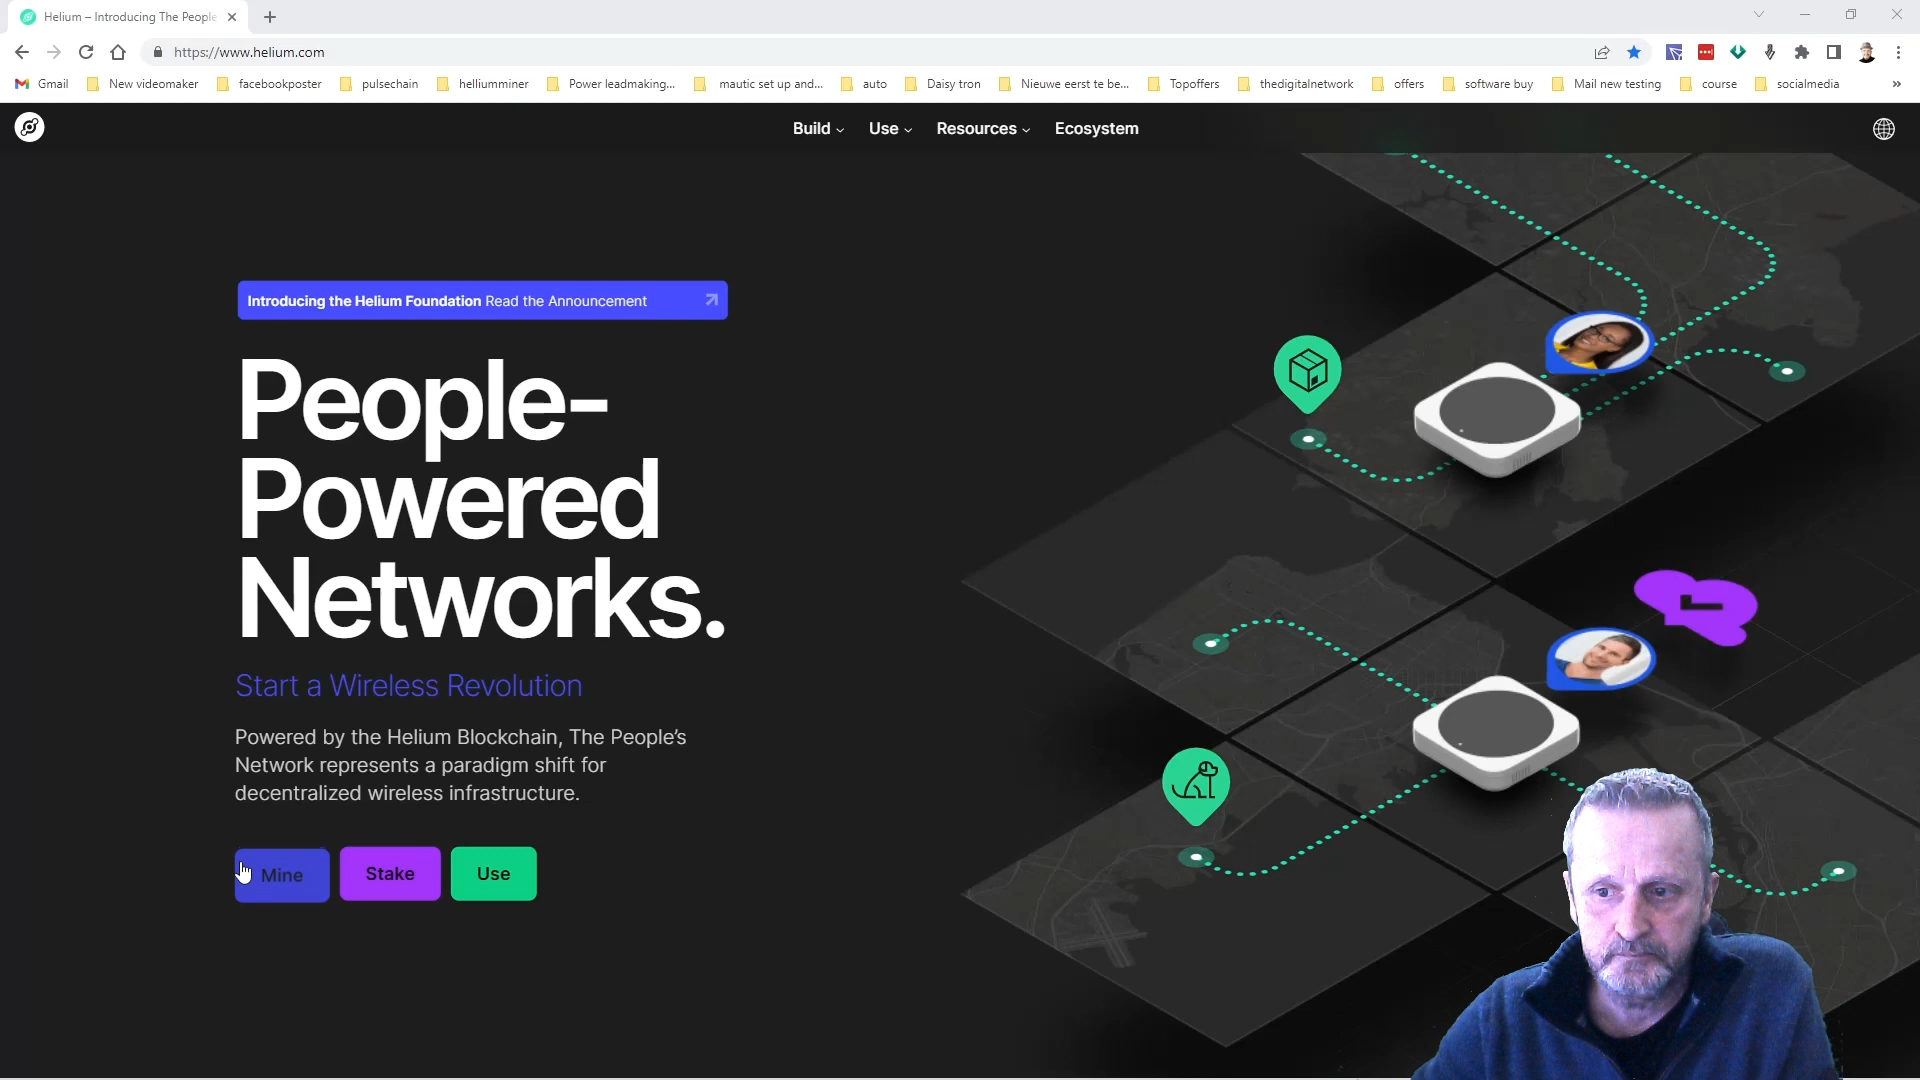 Helium – Introducing The People
https://www.helium.com
Gmail
New videomaker
facebookposter
pulsechain
helliumminer
Power leadmaking...
mautic set up and...
auto
Daisy tron
Nieuwe eerst te be...
Topoffers
thedigitalnetwork
offers
software buy
Mail new testing
course
socialmedia
»
Build
Use
Resources
Ecosystem
Introducing the Helium Foundation Read the Announcement
People-
Powered
Networks.
Start a Wireless Revolution
Powered by the Helium Blockchain, The People’s
Network represents a paradigm shift for
decentralized wireless infrastructure.
Mine
Stake
Use